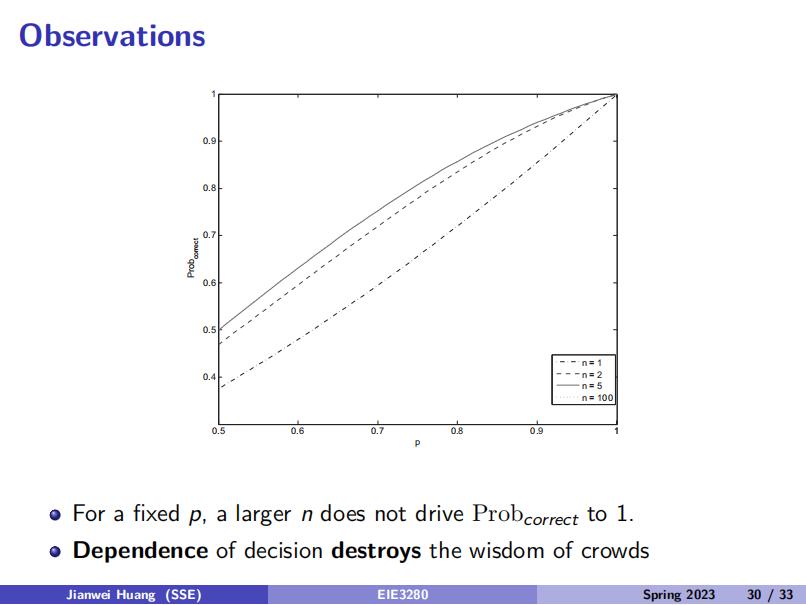 Observations
1
0.9
0.8
0.7
0.6
0.5
0.4
Prob correct
0.5 0.6 0.7 0.8 0.9 1
p
n = 1
n = 2
n = 5
n = 100
For a fixed p, a larger n does not drive Prob correct to 1.
Dependence of decision destroys the wisdom of crowds
Jianwei Huang (SSE) EIE3280 Spring 2023 30 / 33